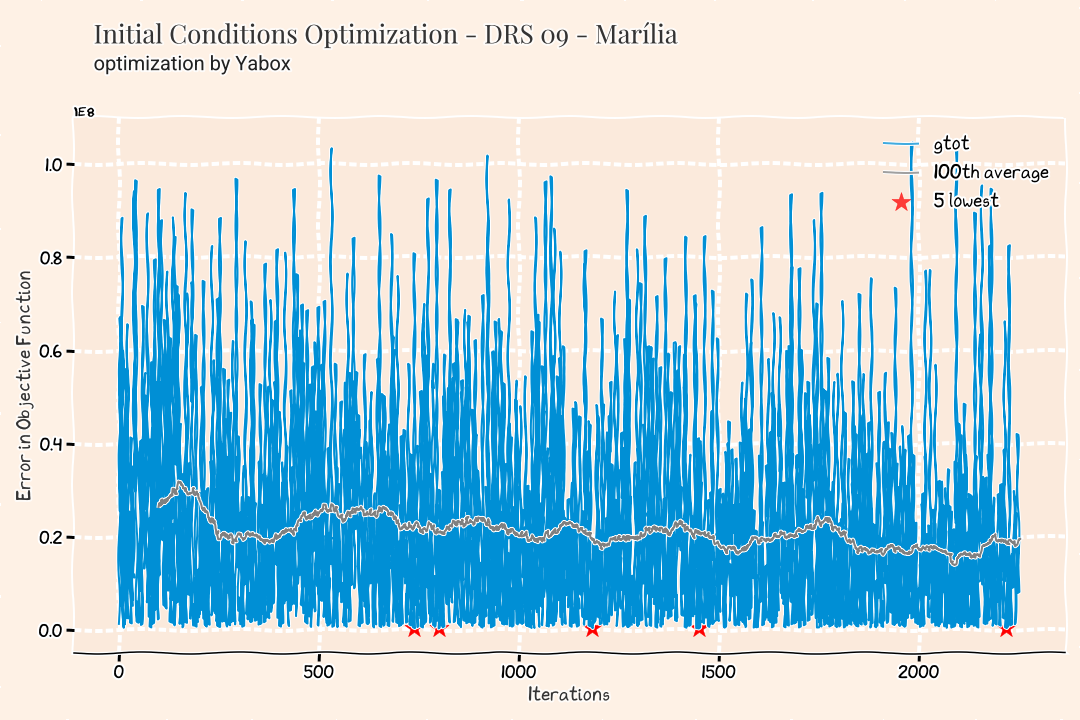 Initial Conditions Optimization - DRS 09 - Marília
optimization by Yabox
1E8
gtot
100th average
5 lowest
1.0
0.8
0.6
0.4
0.2
0.0
Error in Objective Function
0 500 1000 1500 2000
Iterations